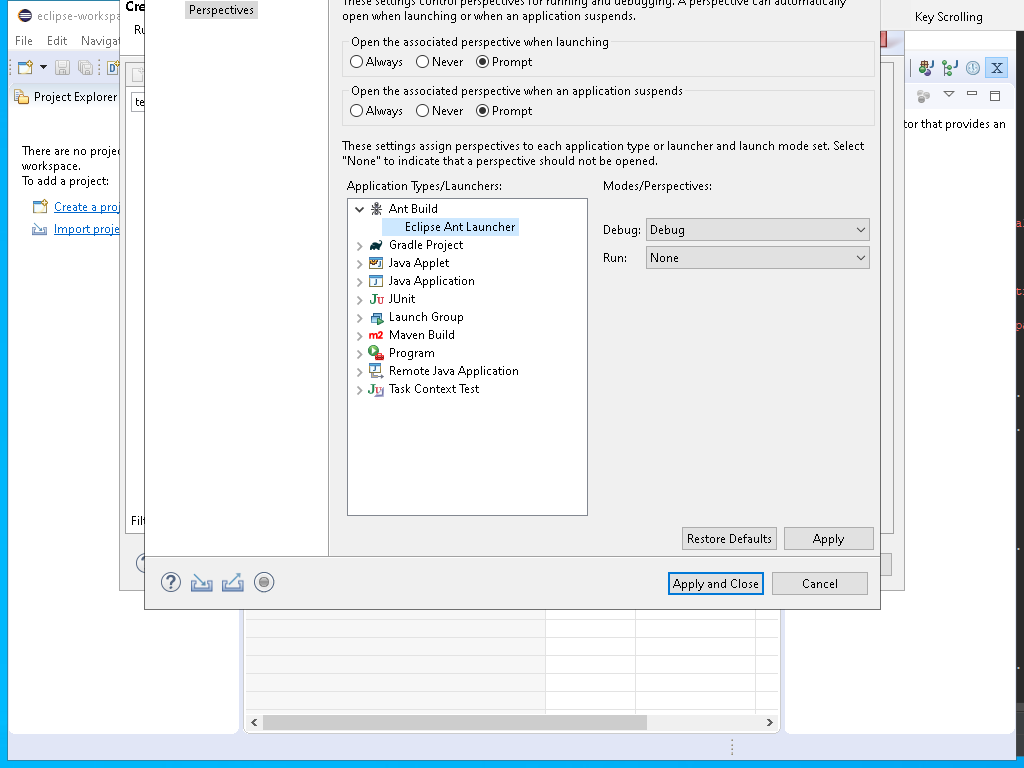 eclipse-workspa
Cre
Perspectives
These settings control perspectives for running and debugging. A perspective can automatically
open when launching or when an application suspends.
Key Scrolling
File Edit Navigat
Ru
Open the associated perspective when launching
Always Never Prompt
Project Explorer
te
Open the associated perspective when an application suspends
Always Never Prompt
tor that provides an
There are no proje
workspace.
To add a project:
Create a proj
Import proje
These settings assign perspectives to each application type or launcher and launch mode set. Select
"None" to indicate that a perspective should not be opened.
Application Types/Launchers:
Modes/Perspectives:
Ant Build
Eclipse Ant Launcher
Gradle Project
Java Applet
Java Application
JUnit
Launch Group
Maven Build
Program
Remote Java Application
Task Context Test
Debug: Debug
Run: None
Filt
Restore Defaults
Apply
Apply and Close
Cancel